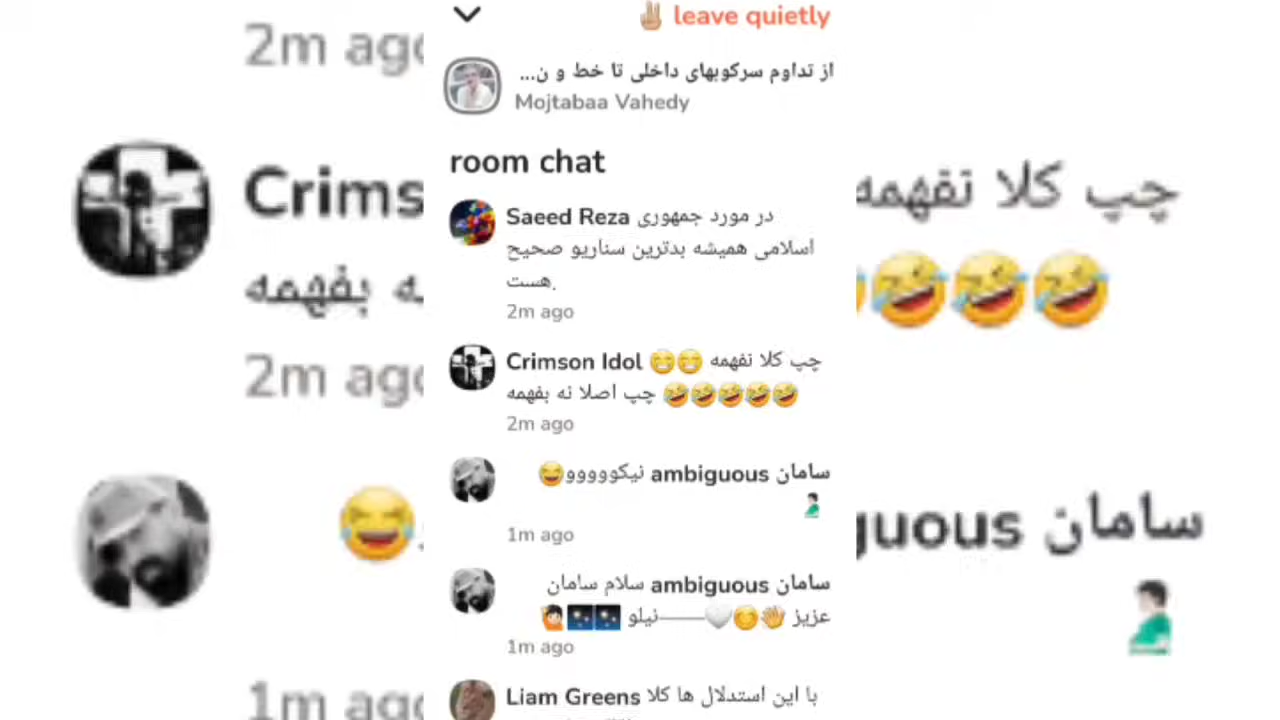 ✌🏼 leave quietly
از تداوم سرکوبهای داخلی تا خط و ن...
Mojtabaa Vahedy
room chat
Saeed Reza در مورد جمهوری
اسلامی همیشه بدترین سناریو صحیح
هست.
2m ago
Crimson Idol 😁😁 چپ کلا نفهمه
چپ اصلا نه بفهمه 🤣🤣🤣🤣🤣
2m ago
سامان ambiguous نیکووووو😂
🫃🏻
1m ago
سامان ambiguous سلام سامان
عزیز 👏🏼😊🤍——نیلو 🌌🌌🙋🏻
1m ago
Liam Greens با این استدلال ها کلا
2m ago
Crims
ه بفهمه
2m ago
1m ago
چپ کلا نفهمه
🤣🤣🤣
guous سامان